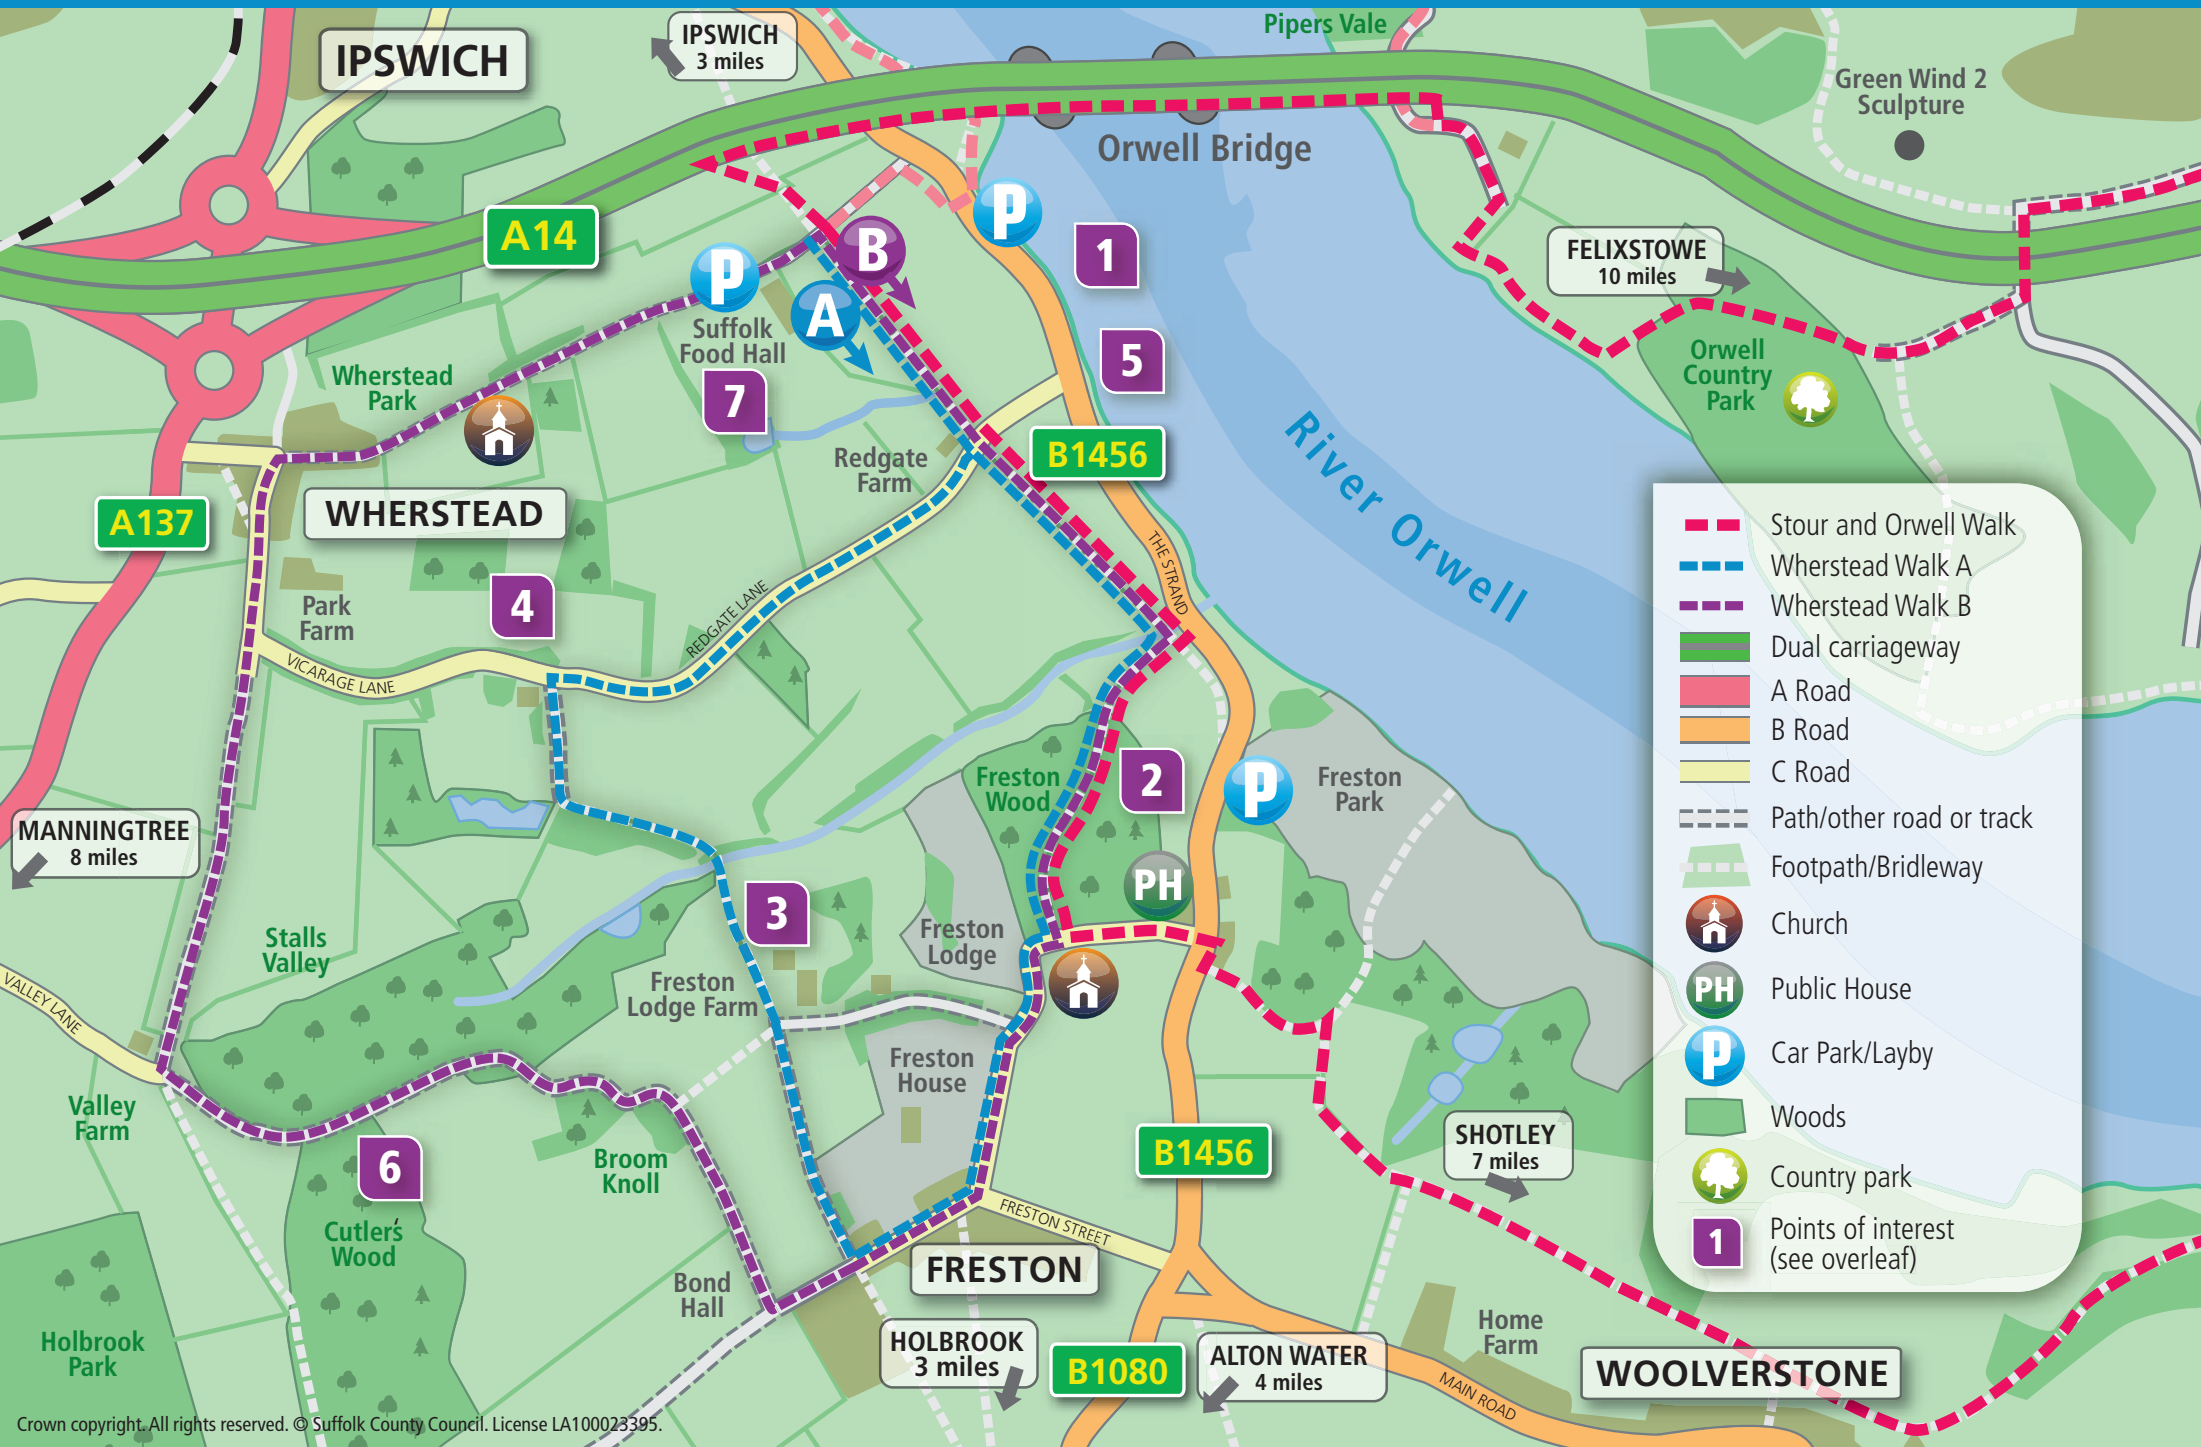 IPSWICH
IPSWICH
3 miles
Pipers Vale
Green Wind 2
Sculpture
Orwell Bridge
A14
P
B
P
1
A
FELIXSTOWE
10 miles
Suffolk
Food Hall
7
5
Wherstead
Park
Orwell
Country
Park
B1456
Redgate
Farm
River Orwell
WHERSTEAD
A137
THE STRAND
4
Park
Farm
REDGATE LANE
VICARAGE LANE
Freston
Wood
2
P
Freston
Park
MANNINGTREE
8 miles
PH
3
Stalls
Valley
Freston
Lodge
Freston
Lodge Farm
VALLEY LANE
Freston
House
Valley
Farm
6
Broom
Knoll
B1456
SHOTLEY
7 miles
Cutlers'
Wood
FRESTON STREET
FRESTON
Bond
Hall
Holbrook
Park
HOLBROOK
3 miles
B1080
ALTON WATER
4 miles
Home
Farm
MAIN ROAD
WOOLVERSTONE
Stour and Orwell Walk
Wherstead Walk A
Wherstead Walk B
Dual carriageway
A Road
B Road
C Road
Path/other road or track
Footpath/Bridleway
Church
PH Public House
P Car Park/Layby
Woods
Country park
1 Points of interest
(see overleaf)
Crown copyright. All rights reserved. © Suffolk County Council. License LA100023395.